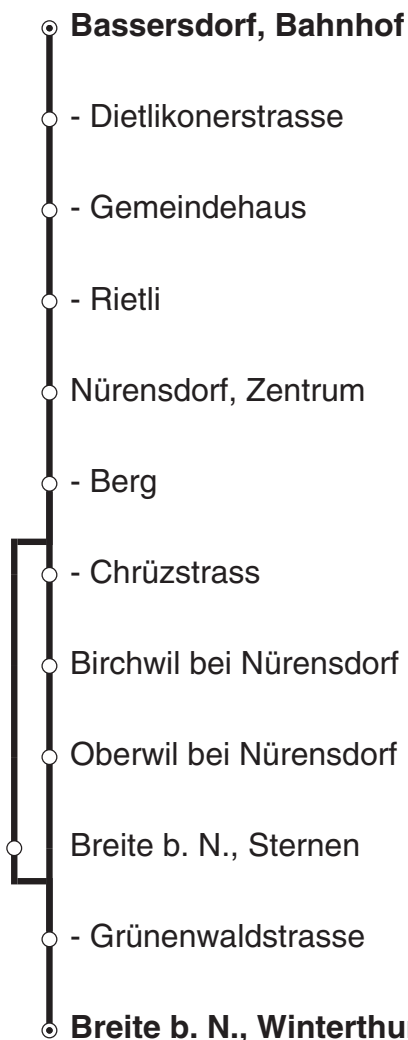 Bassersdorf, Bahnhof
- Dietlikonerstrasse
- Gemeindehaus
- Rietli
Nürensdorf, Zentrum
- Berg
- Chrüzstrass
Birchwil bei Nürensdorf
Oberwil bei Nürensdorf
Breite b. N., Sternen
- Grünenwaldstrasse
Breite b. N.,